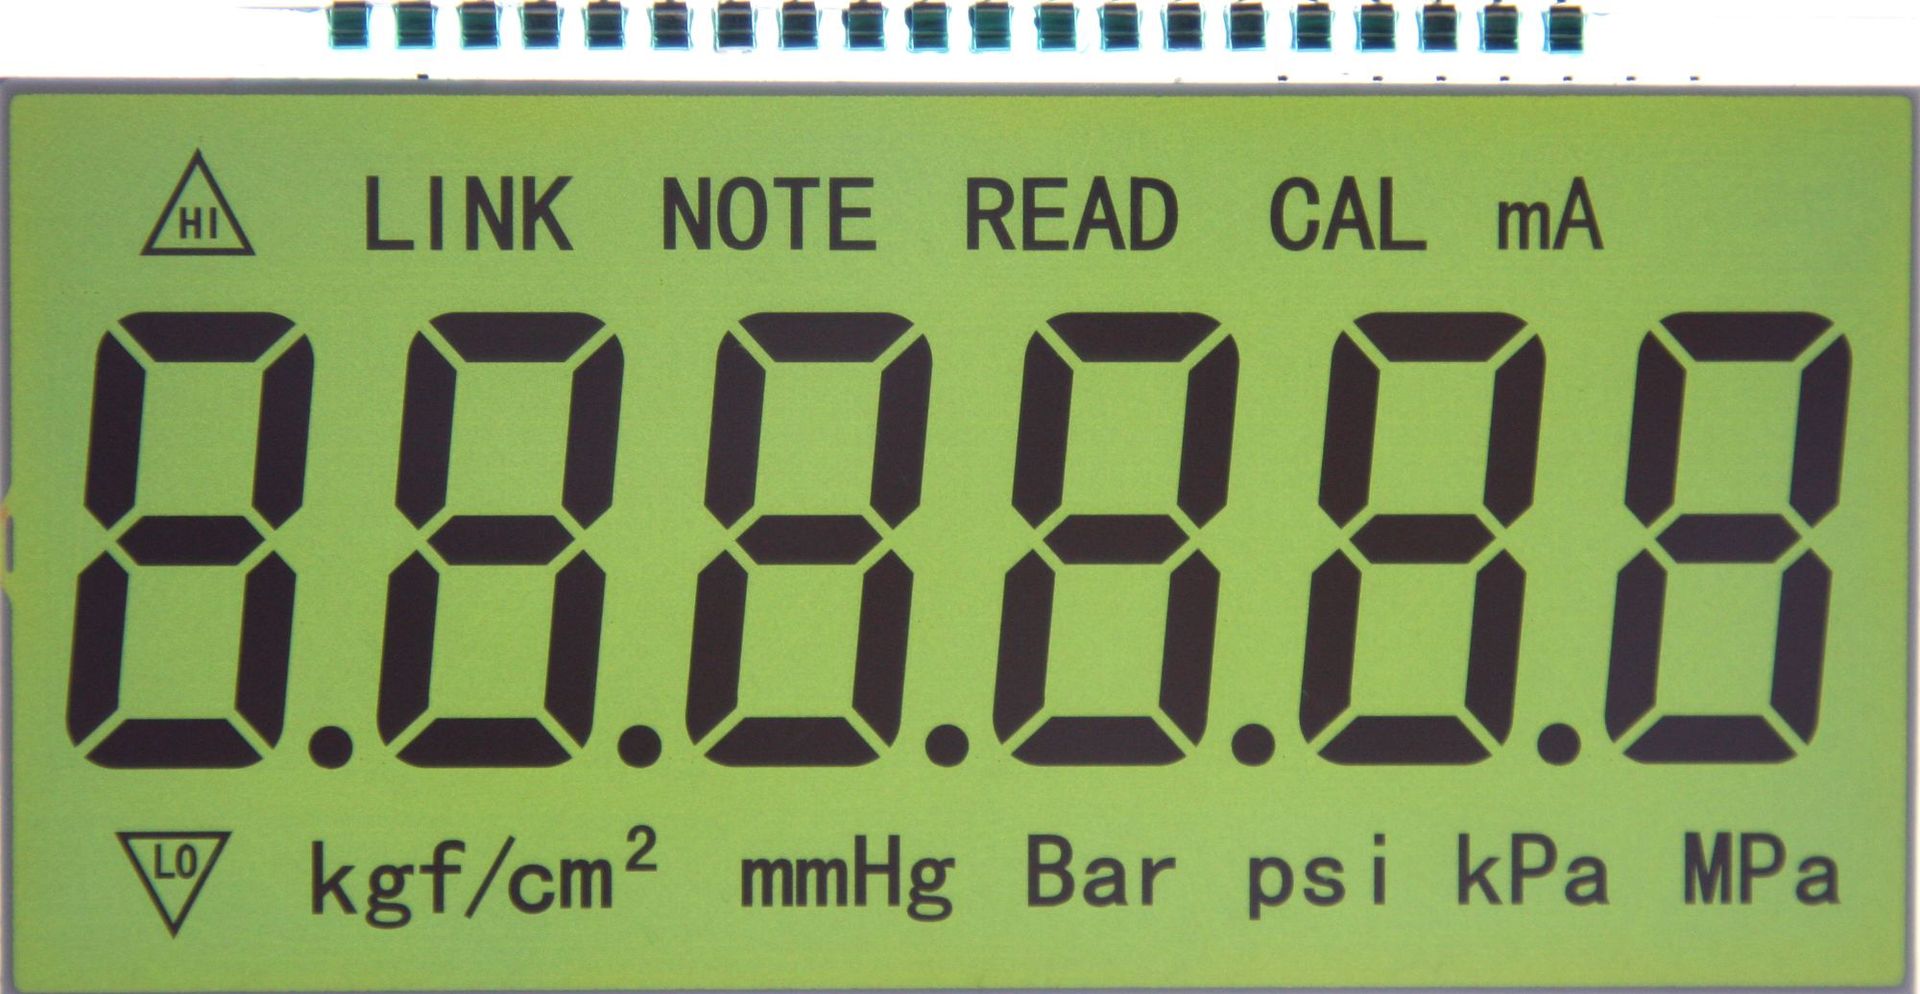 HI LINK NOTE READ CAL mA
8.8.8.8.8.8
LO kgf/cm² mmHg Bar psi kPa MPa